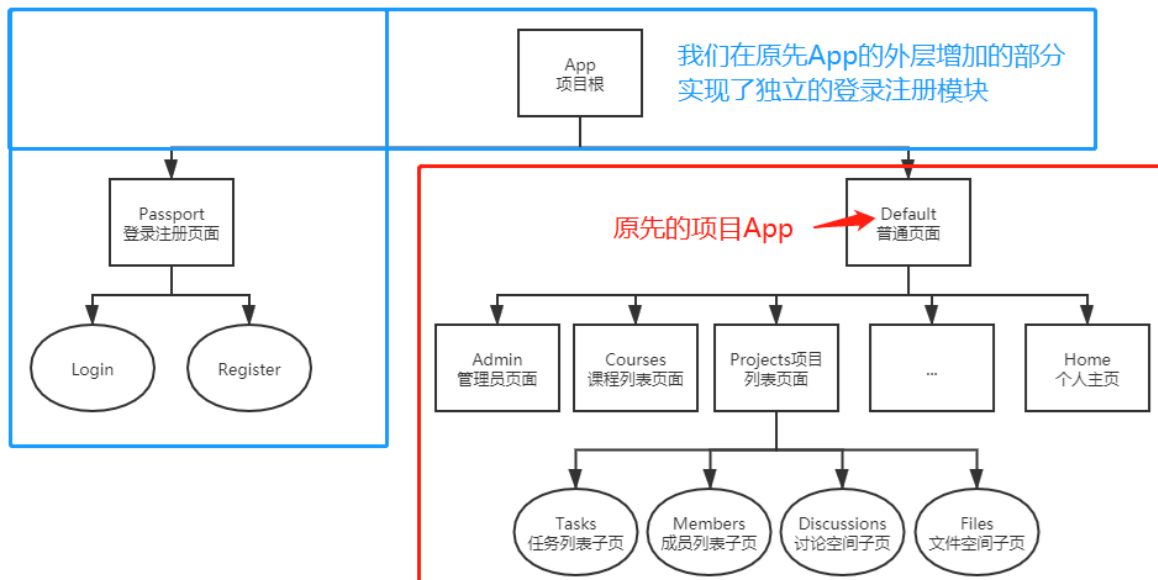 App
项目根
我们在原先App的外层增加的部分
实现了独立的登录注册模块
Passport
登录注册页面
原先的项目App
Default
普通页面
Login
Register
Admin
管理员页面
Courses
课程列表页面
Projects项目
列表页面
...
Home
个人主页
Tasks
任务列表子页
Members
成员列表子页
Discussions
讨论空间子页
Files
文件空间子页